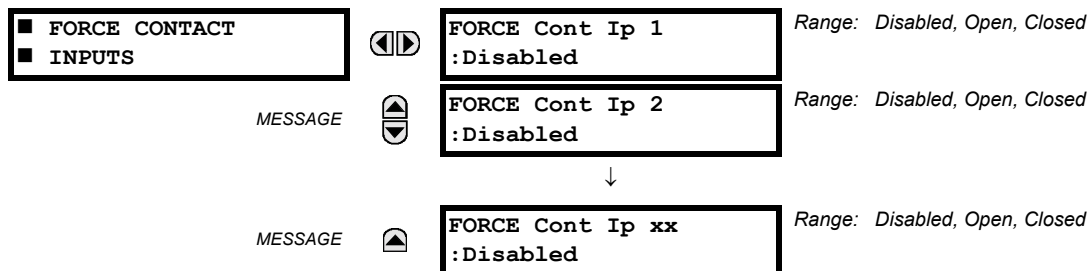 ■ FORCE CONTACT
■ INPUTS
FORCE Cont Ip 1
:Disabled
Range: Disabled, Open, Closed
MESSAGE
FORCE Cont Ip 2
:Disabled
Range: Disabled, Open, Closed
↓
MESSAGE
FORCE Cont Ip xx
:Disabled
Range: Disabled, Open, Closed